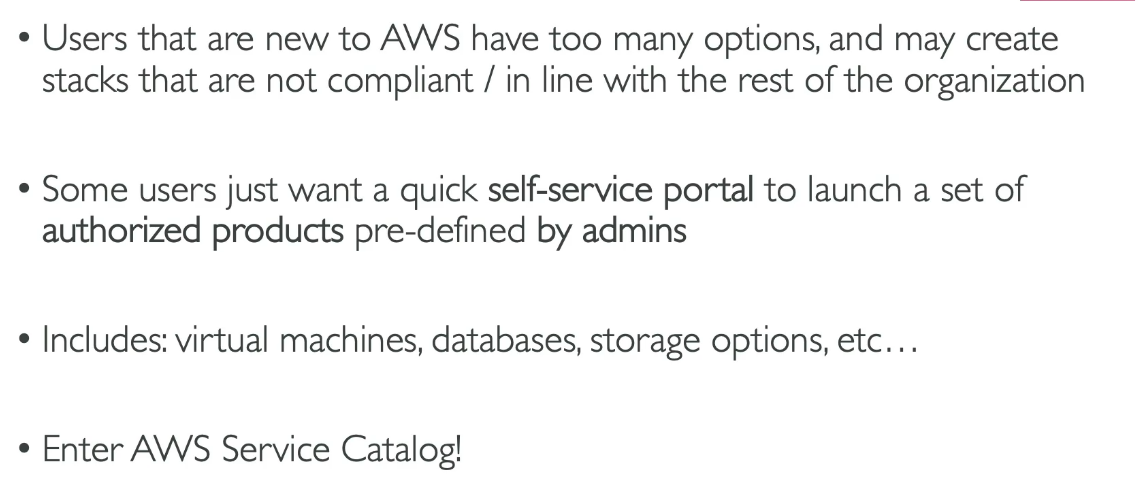 • Users that are new to AWS have too many options, and may create
stacks that are not compliant / in line with the rest of the organization
• Some users just want a quick self-service portal to launch a set of
authorized products pre-defined by admins
• Includes: virtual machines, databases, storage options, etc…
• Enter AWS Service Catalog!